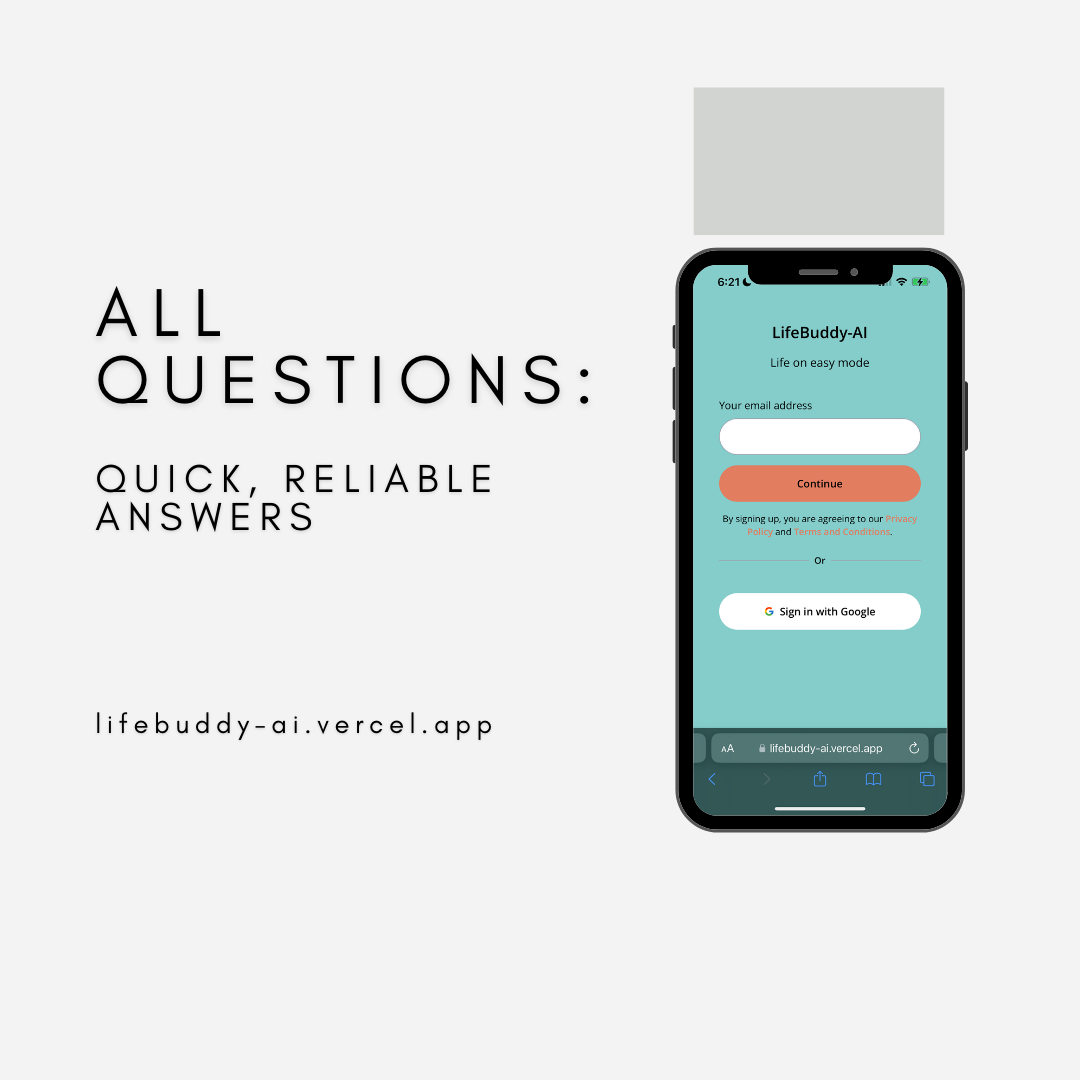 ALL
QUESTIONS:
QUICK, RELIABLE
ANSWERS
lifebuddy-ai.vercel.app
6:21
LifeBuddy-AI
Life on easy mode
Your email address
Continue
By signing up, you are agreeing to our Privacy
Policy and Terms and Conditions.
Or
Sign in with Google
AA lifebuddy-ai.vercel.app